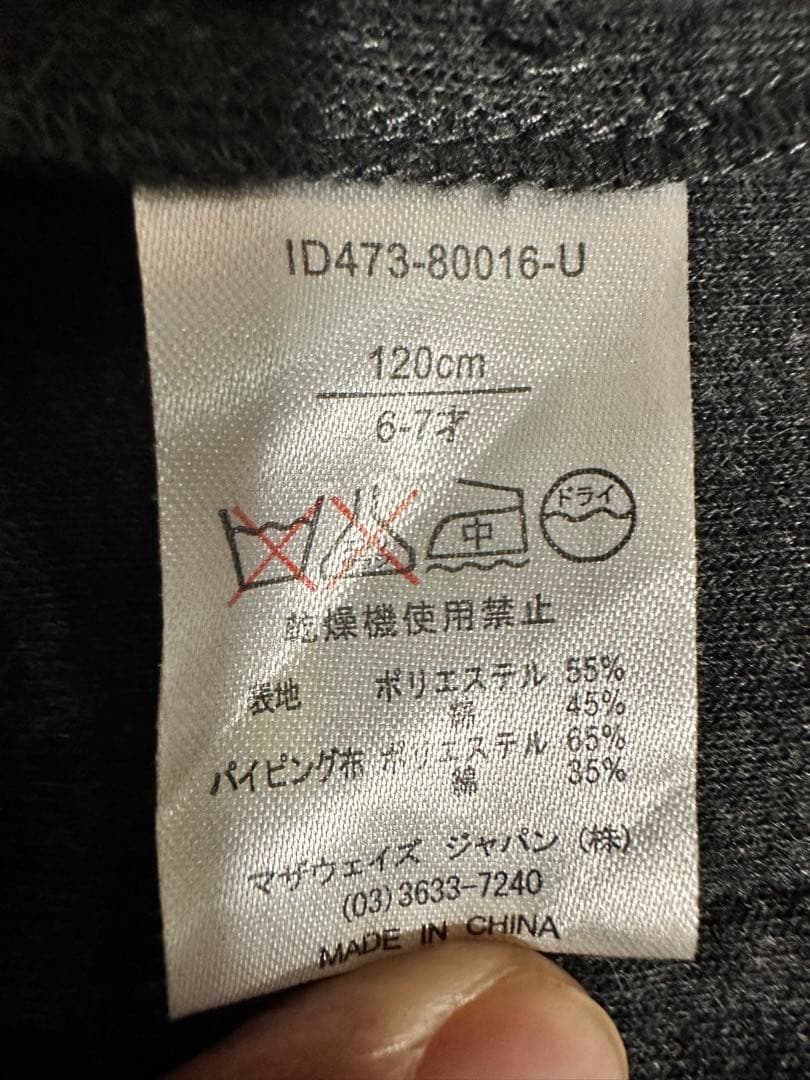 ID473-80016-U
120cm
6-7才
中 ドライ
乾燥機使用禁止
表地 ポリエステル 55%
綿 45%
パイピング布 ポリエステル 65%
綿 35%
マザウェイズ ジャパン (株)
(03)3633-7240
MADE IN CHINA